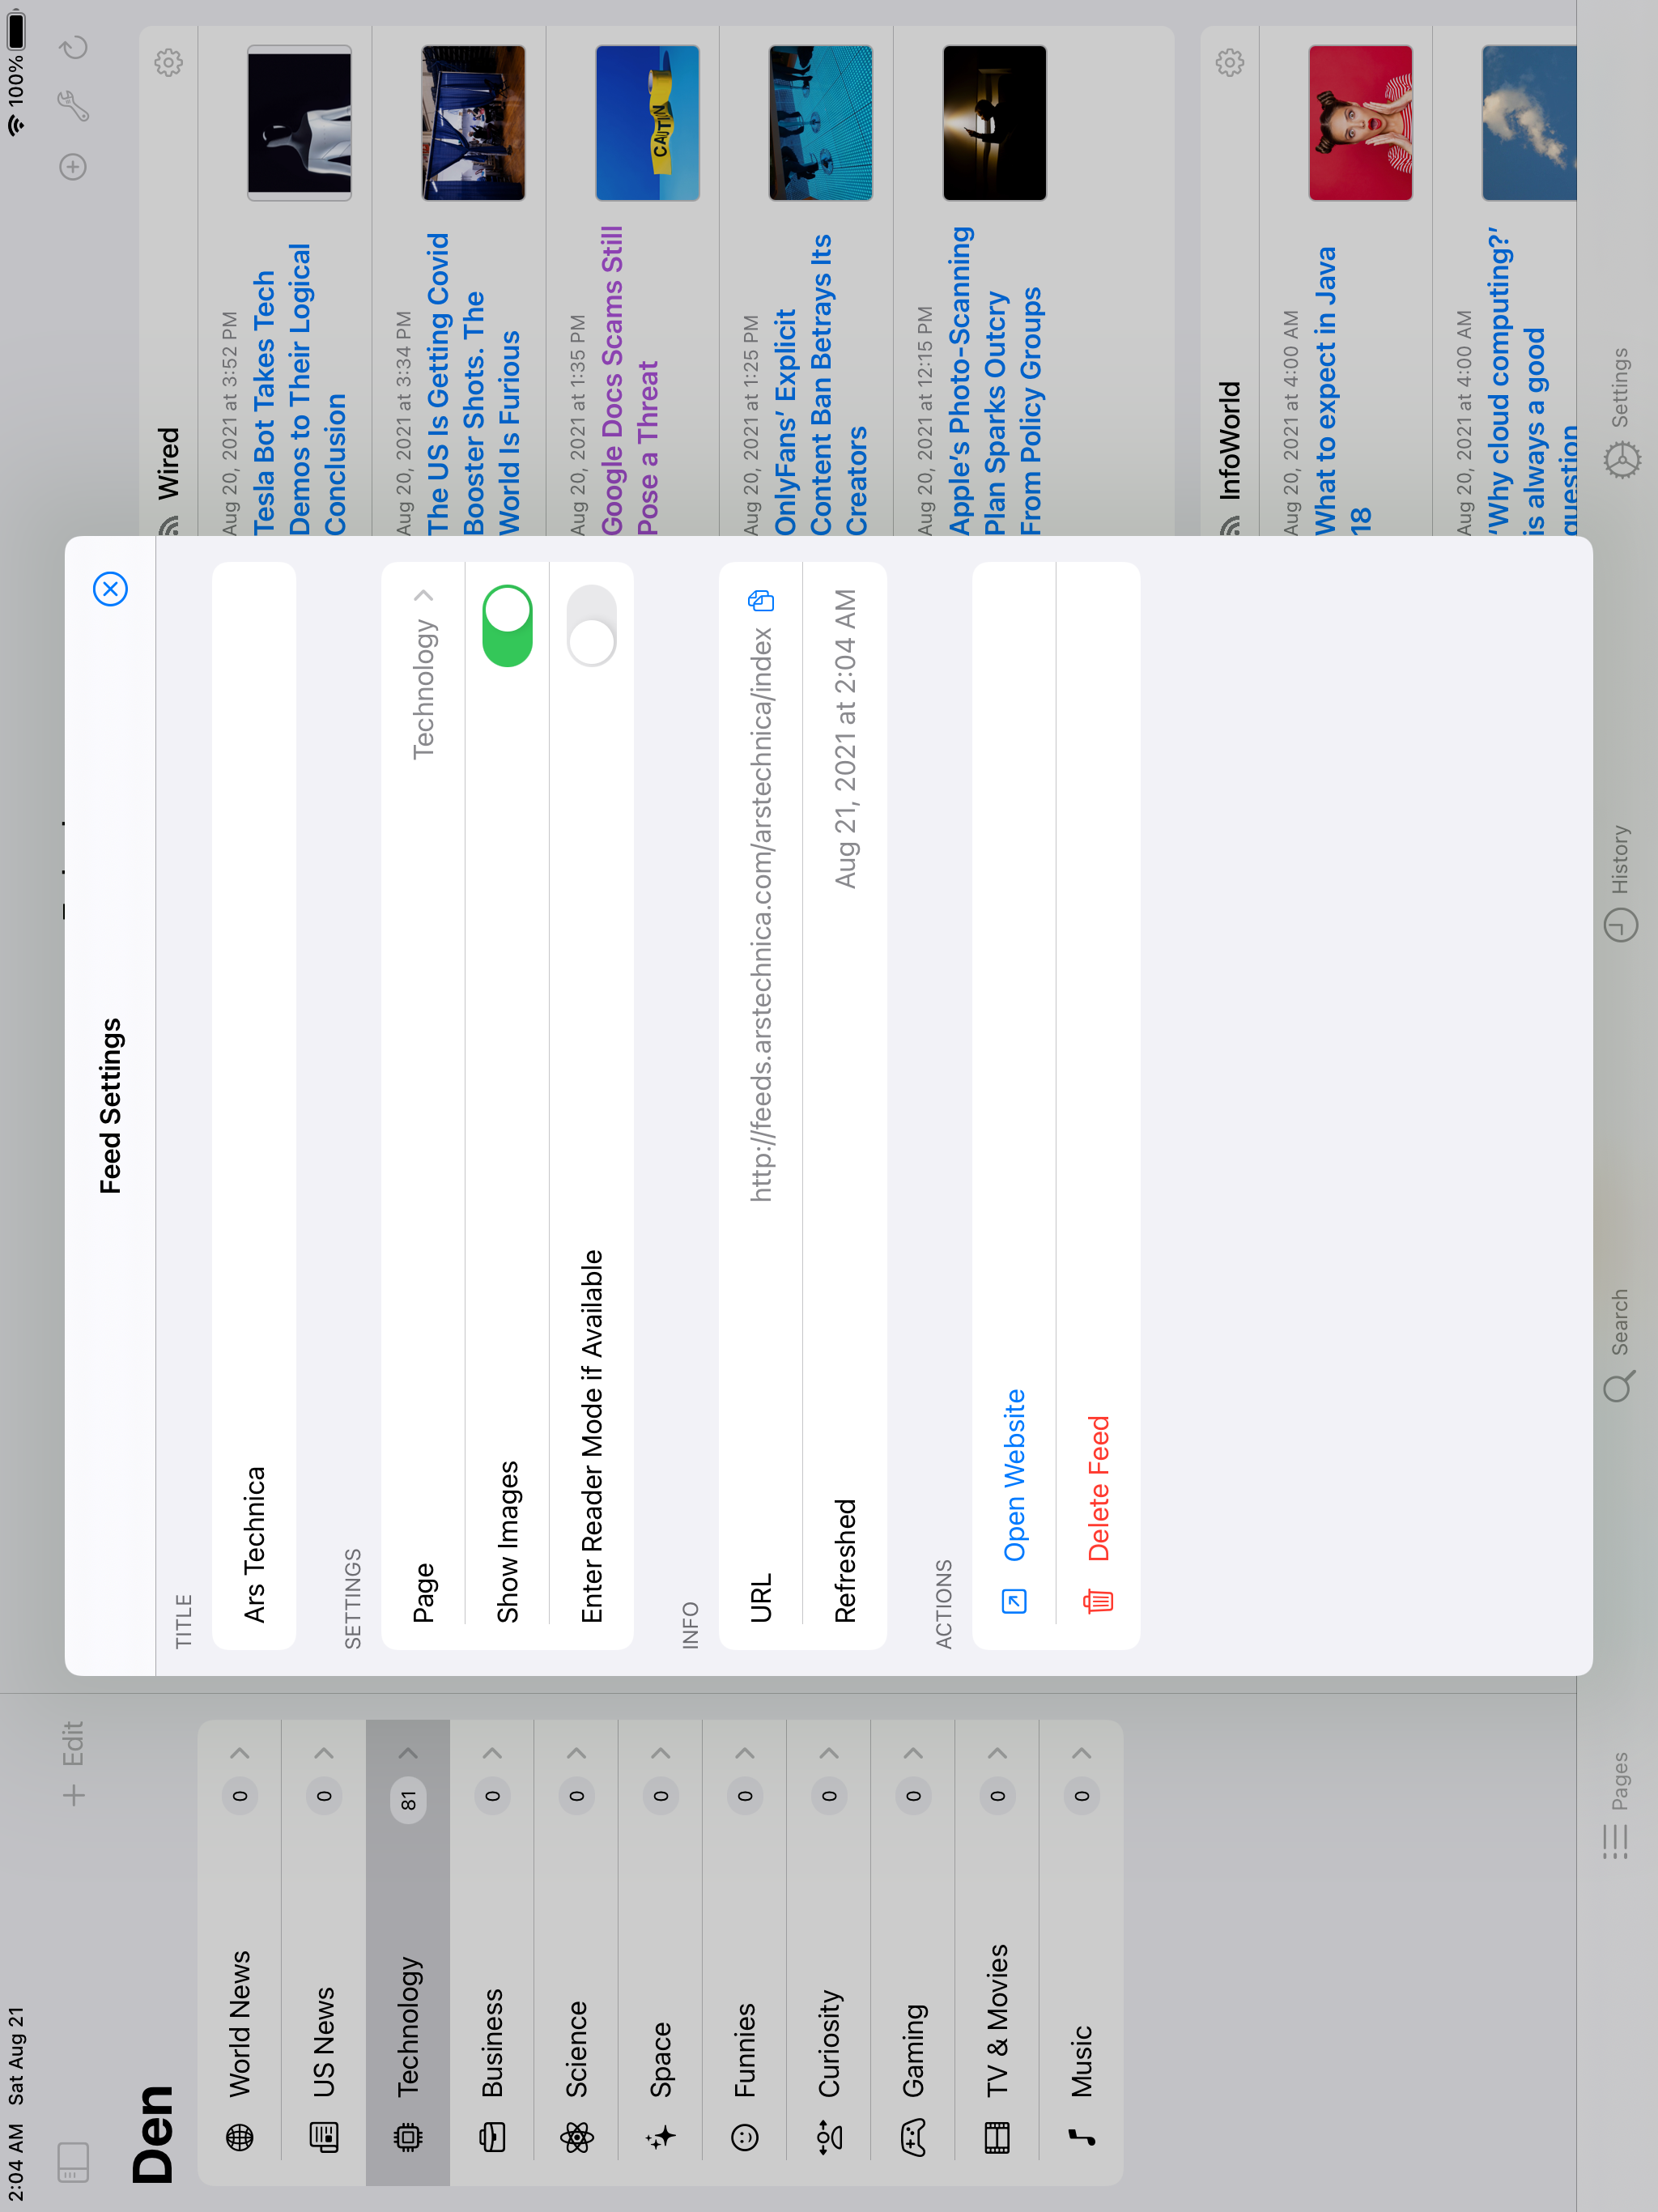 2:04 AM Sat Aug 21
100%
Edit
Den
World News 0
US News 0
Technology 81
Business 0
Science 0
Space 0
Funnies 0
Curiosity 0
Gaming 0
TV & Movies 0
Music 0
Feed Settings
TITLE
Ars Technica
SETTINGS
Page Technology
Show Images
Enter Reader Mode if Available
INFO
URL http://feeds.arstechnica.com/arstechnica/index
Refreshed Aug 21, 2021 at 2:04 AM
ACTIONS
Open Website
Delete Feed
Wired
Aug 20, 2021 at 3:52 PM
Tesla Bot Takes Tech
Demos to Their Logical
Conclusion
Aug 20, 2021 at 3:34 PM
The US Is Getting Covid
Booster Shots. The
World Is Furious
Aug 20, 2021 at 1:35 PM
Google Docs Scams Still
Pose a Threat
CAUTION
Aug 20, 2021 at 1:25 PM
OnlyFans’ Explicit
Content Ban Betrays Its
Creators
Aug 20, 2021 at 12:15 PM
Apple’s Photo-Scanning
Plan Sparks Outcry
From Policy Groups
InfoWorld
Aug 20, 2021 at 4:00 AM
What to expect in Java
18
Aug 20, 2021 at 4:00 AM
‘Why cloud computing?’
is always a good
question
Pages
Search
History
Settings